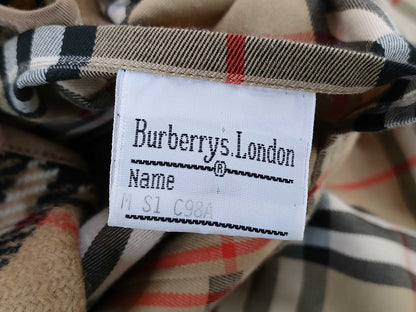 Burberrys.London
®
Name
M S1 C98A